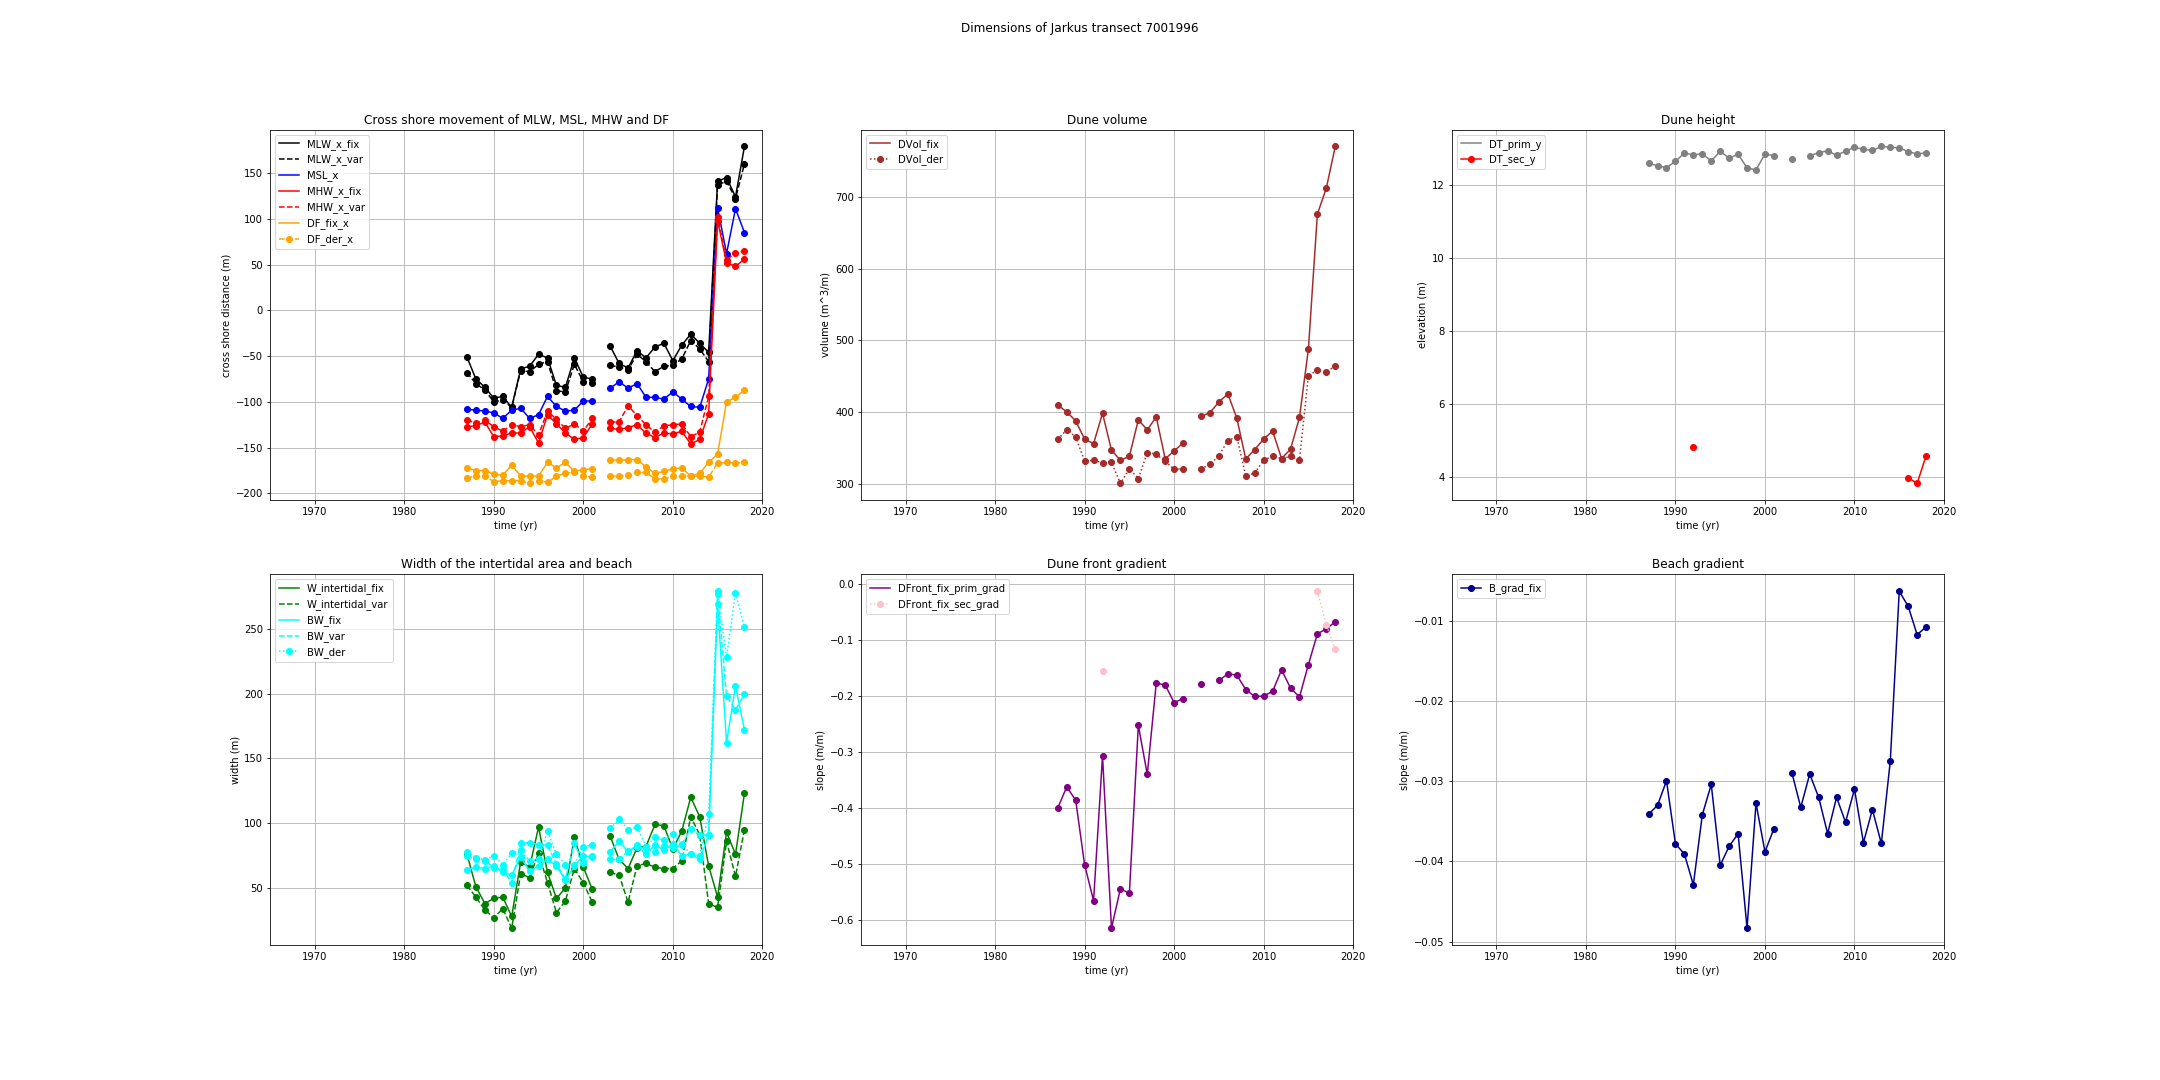 Dimensions of Jarkus transect 7001996
Cross shore movement of MLW, MSL, MHW and DF
MLW_x_fix
MLW_x_var
MSL_x
MHW_x_fix
MHW_x_var
DF_fix_x
DF_der_x
cross shore distance (m)
150
100
50
0
−50
−100
−150
−200
1970 1980 1990 2000 2010 2020
time (yr)
Dune volume
DVol_fix
DVol_der
volume (m^3/m)
700
600
500
400
300
1970 1980 1990 2000 2010 2020
time (yr)
Dune height
DT_prim_y
DT_sec_y
elevation (m)
12
10
8
6
4
1970 1980 1990 2000 2010 2020
time (yr)
Width of the intertidal area and beach
W_intertidal_fix
W_intertidal_var
BW_fix
BW_var
BW_der
width (m)
250
200
150
100
50
1970 1980 1990 2000 2010 2020
time (yr)
Dune front gradient
DFront_fix_prim_grad
DFront_fix_sec_grad
slope (m/m)
0.0
−0.1
−0.2
−0.3
−0.4
−0.5
−0.6
1970 1980 1990 2000 2010 2020
time (yr)
Beach gradient
B_grad_fix
slope (m/m)
−0.01
−0.02
−0.03
−0.04
−0.05
1970 1980 1990 2000 2010 2020
time (yr)